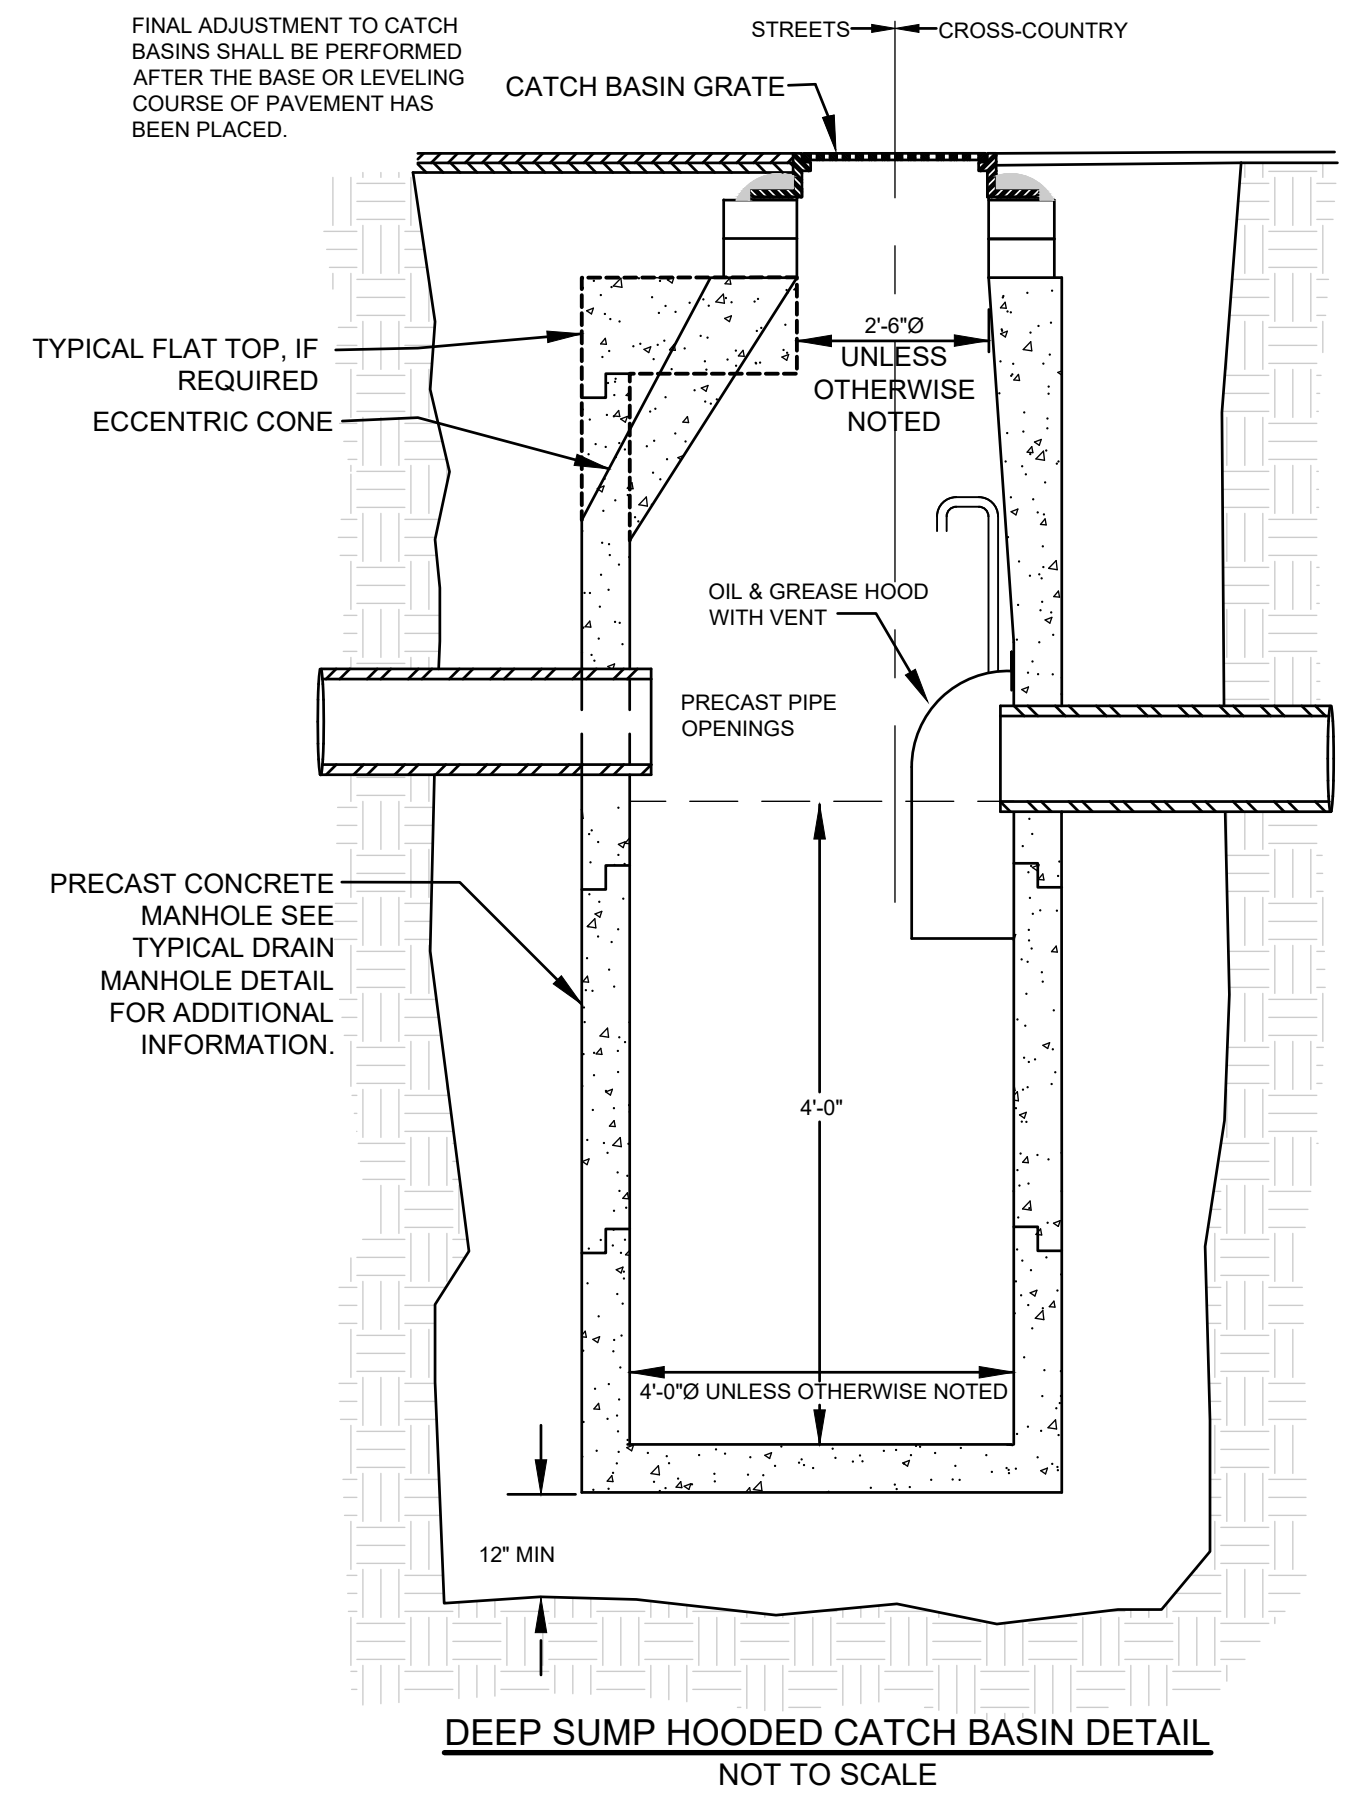 FINAL ADJUSTMENT TO CATCH
BASINS SHALL BE PERFORMED
AFTER THE BASE OR LEVELING
COURSE OF PAVEMENT HAS
BEEN PLACED.
STREETS
CROSS-COUNTRY
CATCH BASIN GRATE
2'-6"Ø
UNLESS
OTHERWISE
NOTED
TYPICAL FLAT TOP, IF
REQUIRED
ECCENTRIC CONE
OIL & GREASE HOOD
WITH VENT
PRECAST PIPE
OPENINGS
PRECAST CONCRETE
MANHOLE SEE
TYPICAL DRAIN
MANHOLE DETAIL
FOR ADDITIONAL
INFORMATION.
4'-0"
4'-0"Ø UNLESS OTHERWISE NOTED
12" MIN
DEEP SUMP HOODED CATCH BASIN DETAIL
NOT TO SCALE